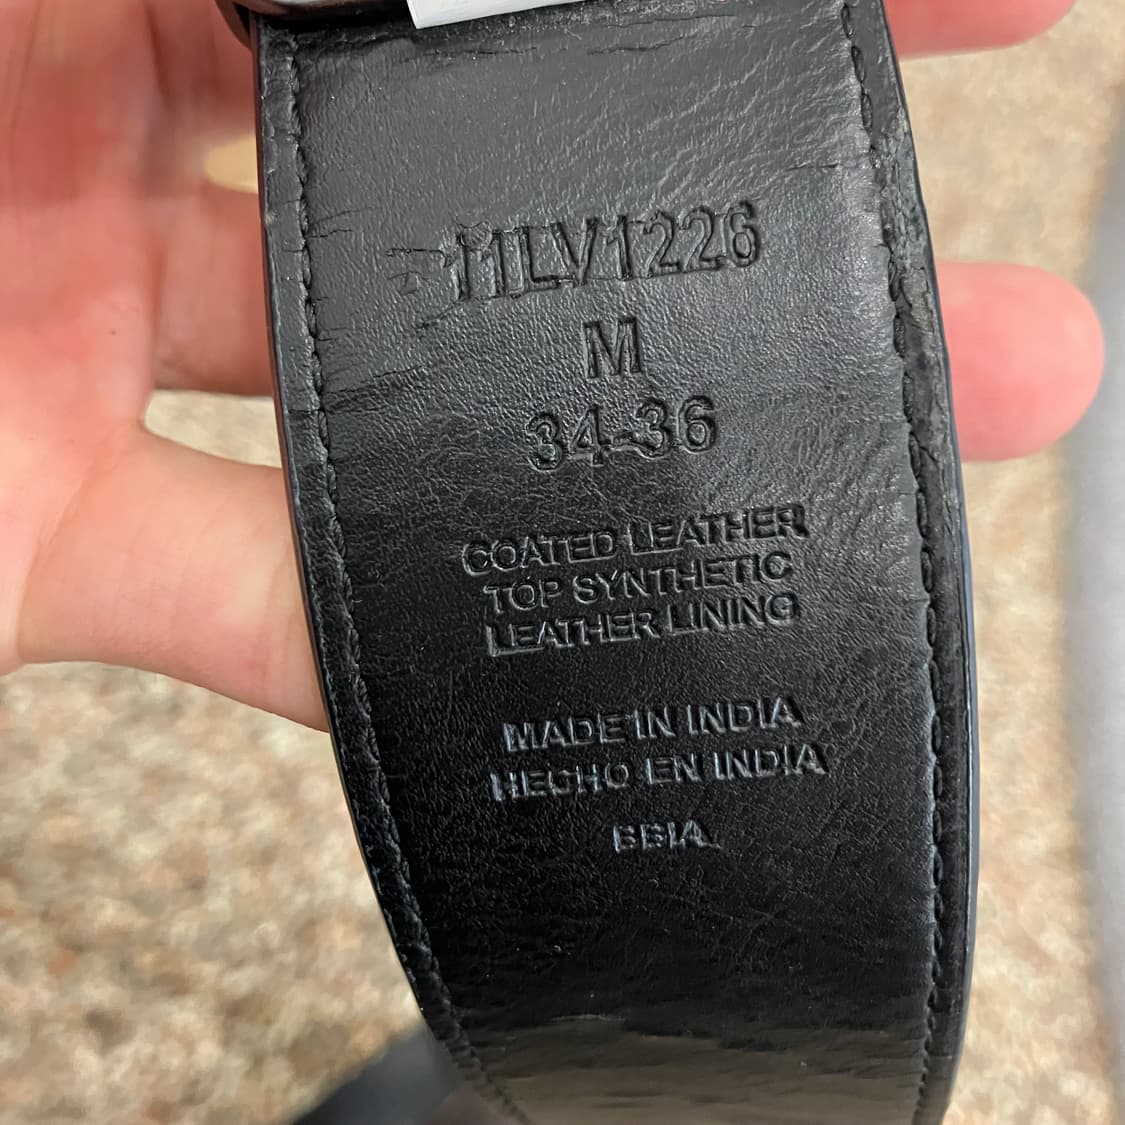 11LV1226
M
34-36
COATED LEATHER
TOP SYNTHETIC
LEATHER LINING
MADE IN INDIA
HECHO EN INDIA
BBIA